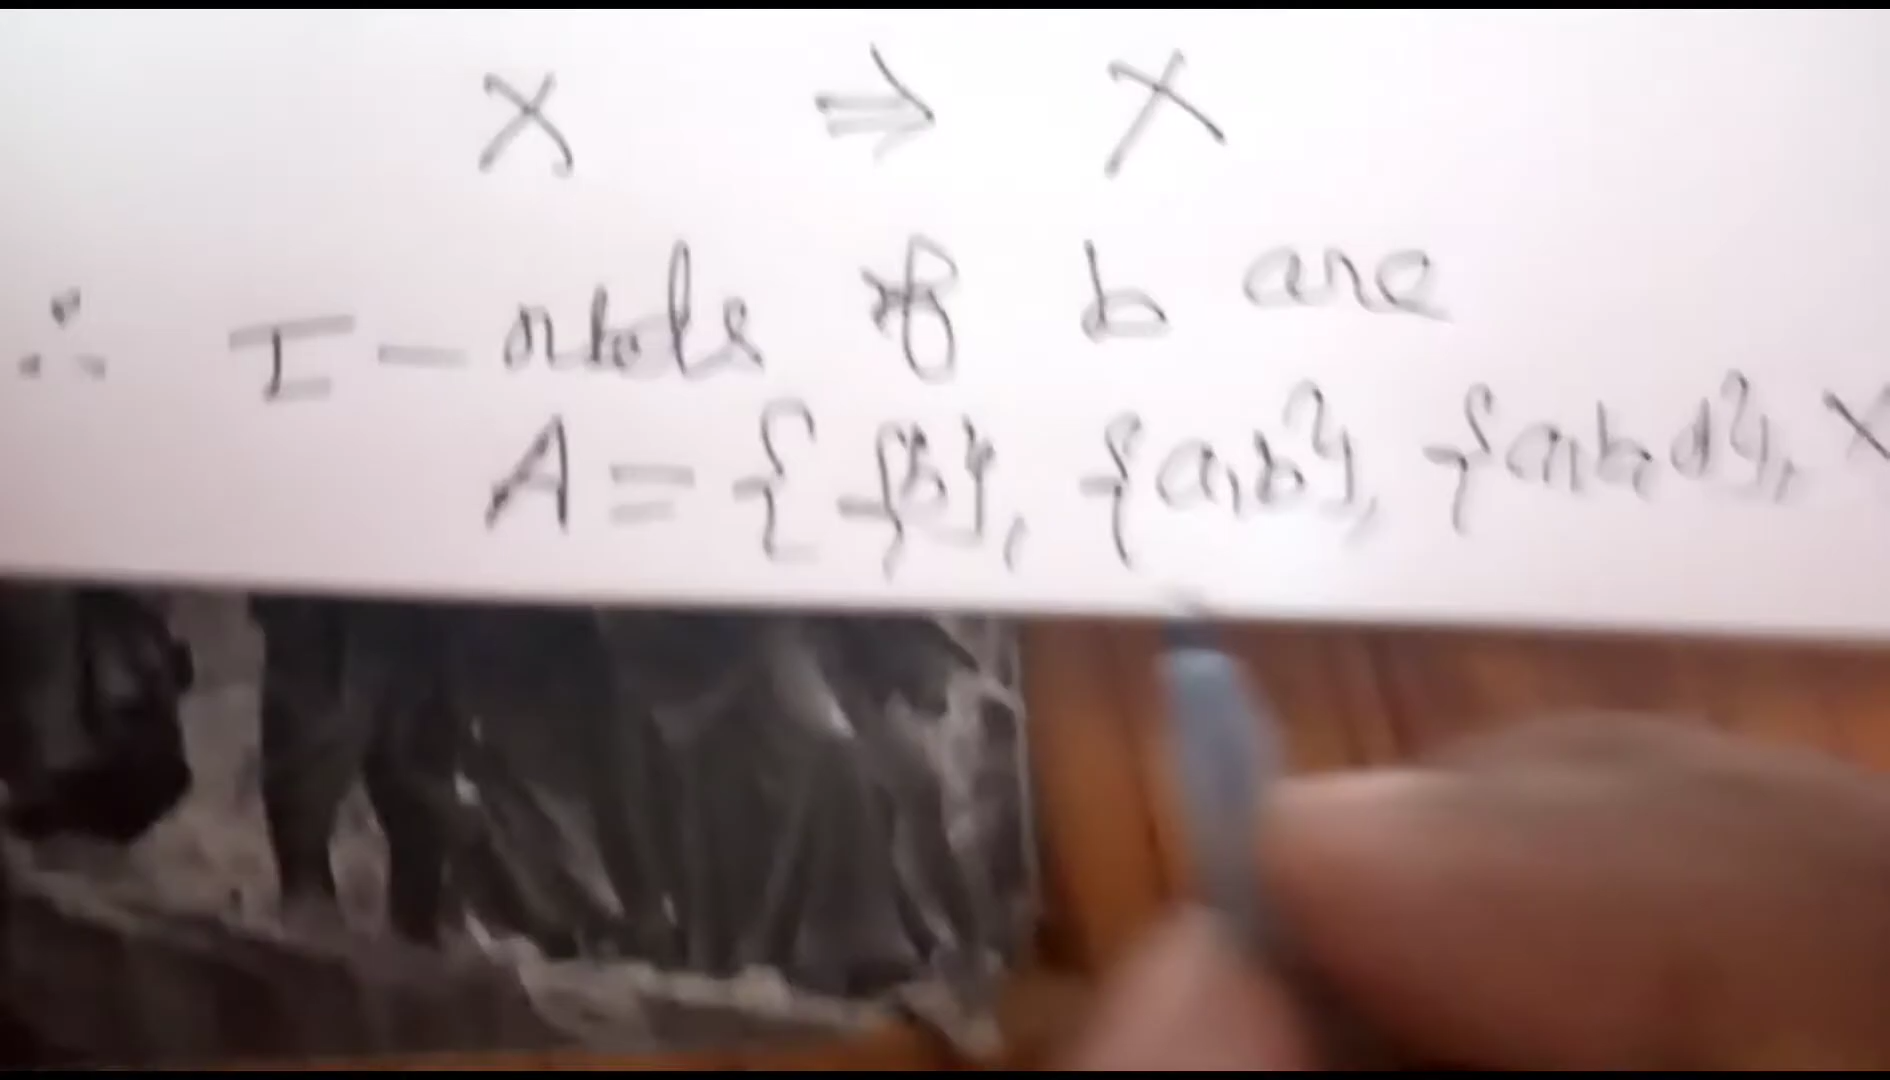 X ⇒ X
∴ I - nbds of b are
A = { {b}, {a,b}, {a,b,d}, X